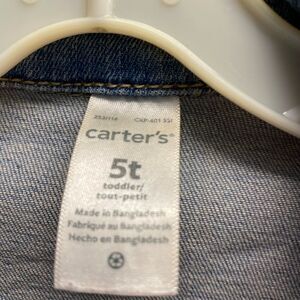 carter's®
5t
toddler/
tout-petit
Made in Bangladesh
Fabriqué au Bangladesh
Hecho en Bangladesh